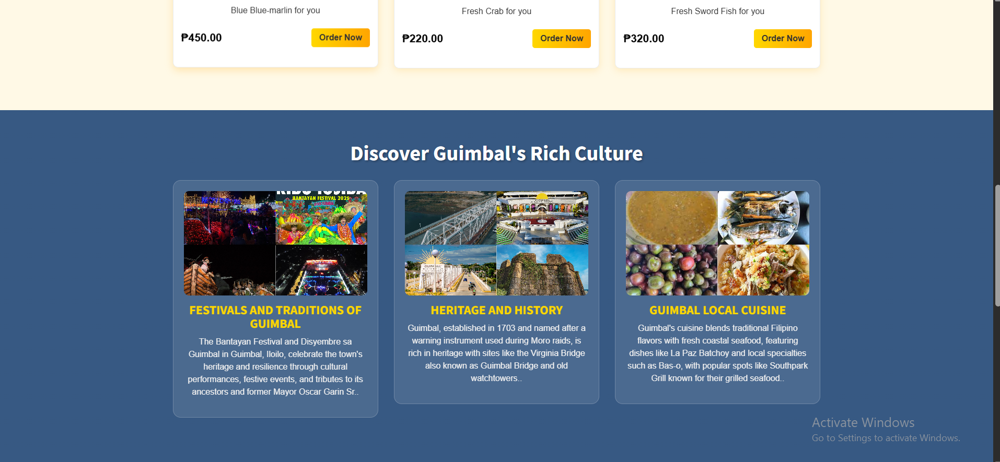 Blue Blue-marlin for you
Fresh Crab for you
Fresh Sword Fish for you
₱450.00
Order Now
₱220.00
Order Now
₱320.00
Order Now
Discover Guimbal's Rich Culture
BANTAYAN FESTIVAL 2025
GUIMBAL
FESTIVALS AND TRADITIONS OF
GUIMBAL
The Bantayan Festival and Disyembre sa
Guimbal in Guimbal, Iloilo, celebrate the town's
heritage and resilience through cultural
performances, festive events, and tributes to its
ancestors and former Mayor Oscar Garin Sr..
HERITAGE AND HISTORY
Guimbal, established in 1703 and named after a
warning instrument used during Moro raids, is
rich in heritage with sites like the Virginia Bridge
also known as Guimbal Bridge and old
watchtowers..
GUIMBAL LOCAL CUISINE
Guimbal's cuisine blends traditional Filipino
flavors with fresh coastal seafood, featuring
dishes like La Paz Batchoy and local specialties
such as Bas-o, with popular spots like Southpark
Grill known for their grilled seafood..
Activate Windows
Go to Settings to activate Windows.